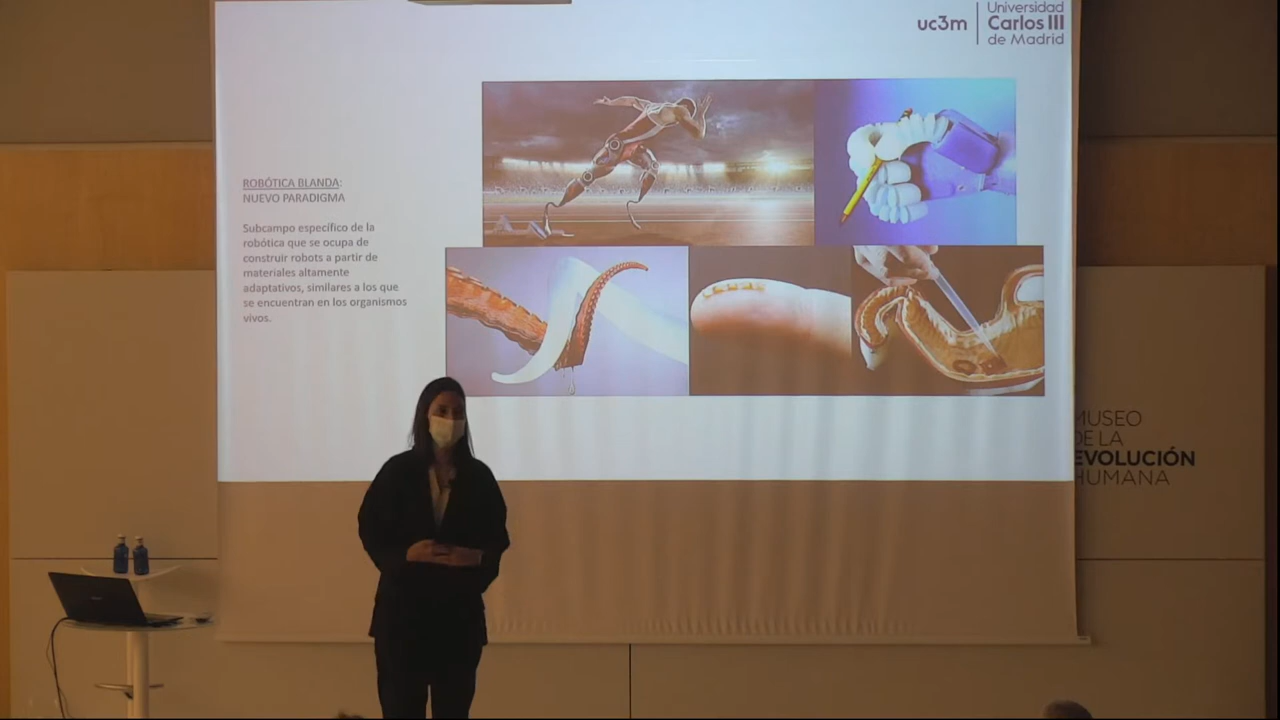 uc3m
Universidad
Carlos III
de Madrid
ROBÓTICA BLANDA:
NUEVO PARADIGMA
Subcampo específico de la
robótica que se ocupa de
construir robots a partir de
materiales altamente
adaptativos, similares a los que
se encuentran en los organismos
vivos.
MUSEO
DE LA
EVOLUCIÓN
HUMANA